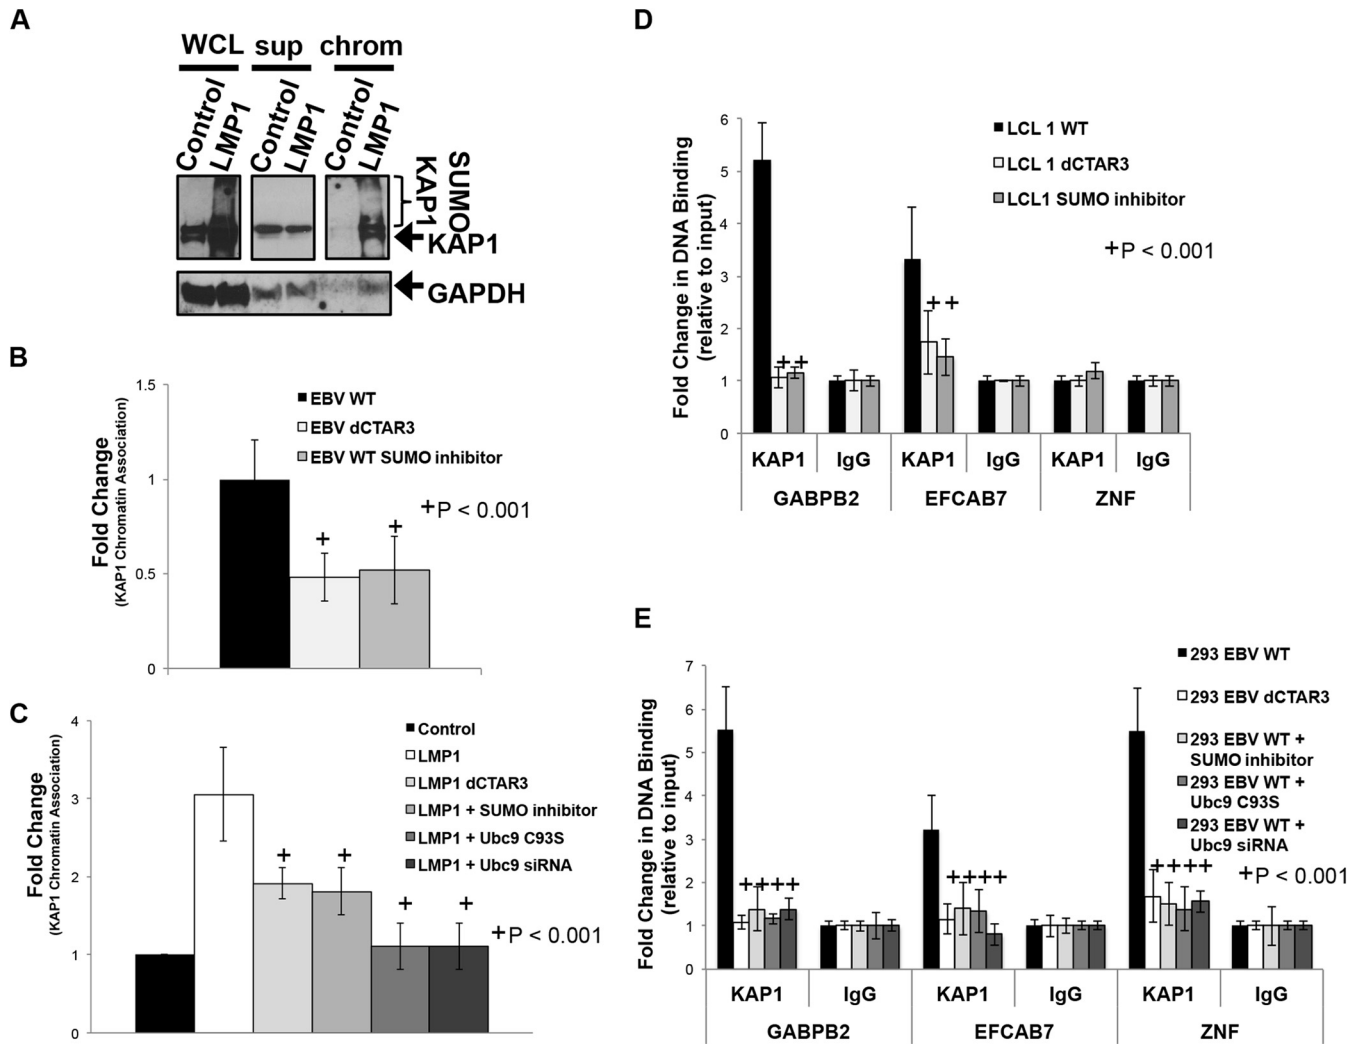 A
WCL sup chrom
Control
LMP1
Control
LMP1
Control
LMP1
SUMO
KAP1
KAP1
GAPDH
B
Fold Change
(KAP1 Chromatin Association)
1.5
1
0.5
0
EBV WT
EBV dCTAR3
EBV WT SUMO inhibitor
+P < 0.001
+
+
C
Fold Change
(KAP1 Chromatin Association)
4
3
2
1
0
Control
LMP1
LMP1 dCTAR3
LMP1 + SUMO inhibitor
LMP1 + Ubc9 C93S
LMP1 + Ubc9 siRNA
+P < 0.001
+
+
+
+
D
Fold Change in DNA Binding
(relative to input)
6
5
4
3
2
1
0
LCL 1 WT
LCL 1 dCTAR3
LCL1 SUMO inhibitor
+P < 0.001
++
++
KAP1 IgG KAP1 IgG KAP1 IgG
GABPB2 EFCAB7 ZNF
E
Fold Change in DNA Binding
(relative to input)
7
6
5
4
3
2
1
0
293 EBV WT
293 EBV dCTAR3
293 EBV WT +
SUMO inhibitor
293 EBV WT +
Ubc9 C93S
293 EBV WT +
Ubc9 siRNA
+P < 0.001
++++
++++
++++
KAP1 IgG KAP1 IgG KAP1 IgG
GABPB2 EFCAB7 ZNF